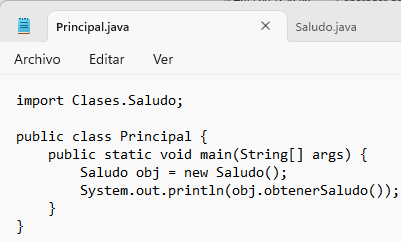 Principal.java
Saludo.java
Archivo Editar Ver
import Clases.Saludo;
public class Principal {
    public static void main(String[] args) {
        Saludo obj = new Saludo();
        System.out.println(obj.obtenerSaludo());
    }
}